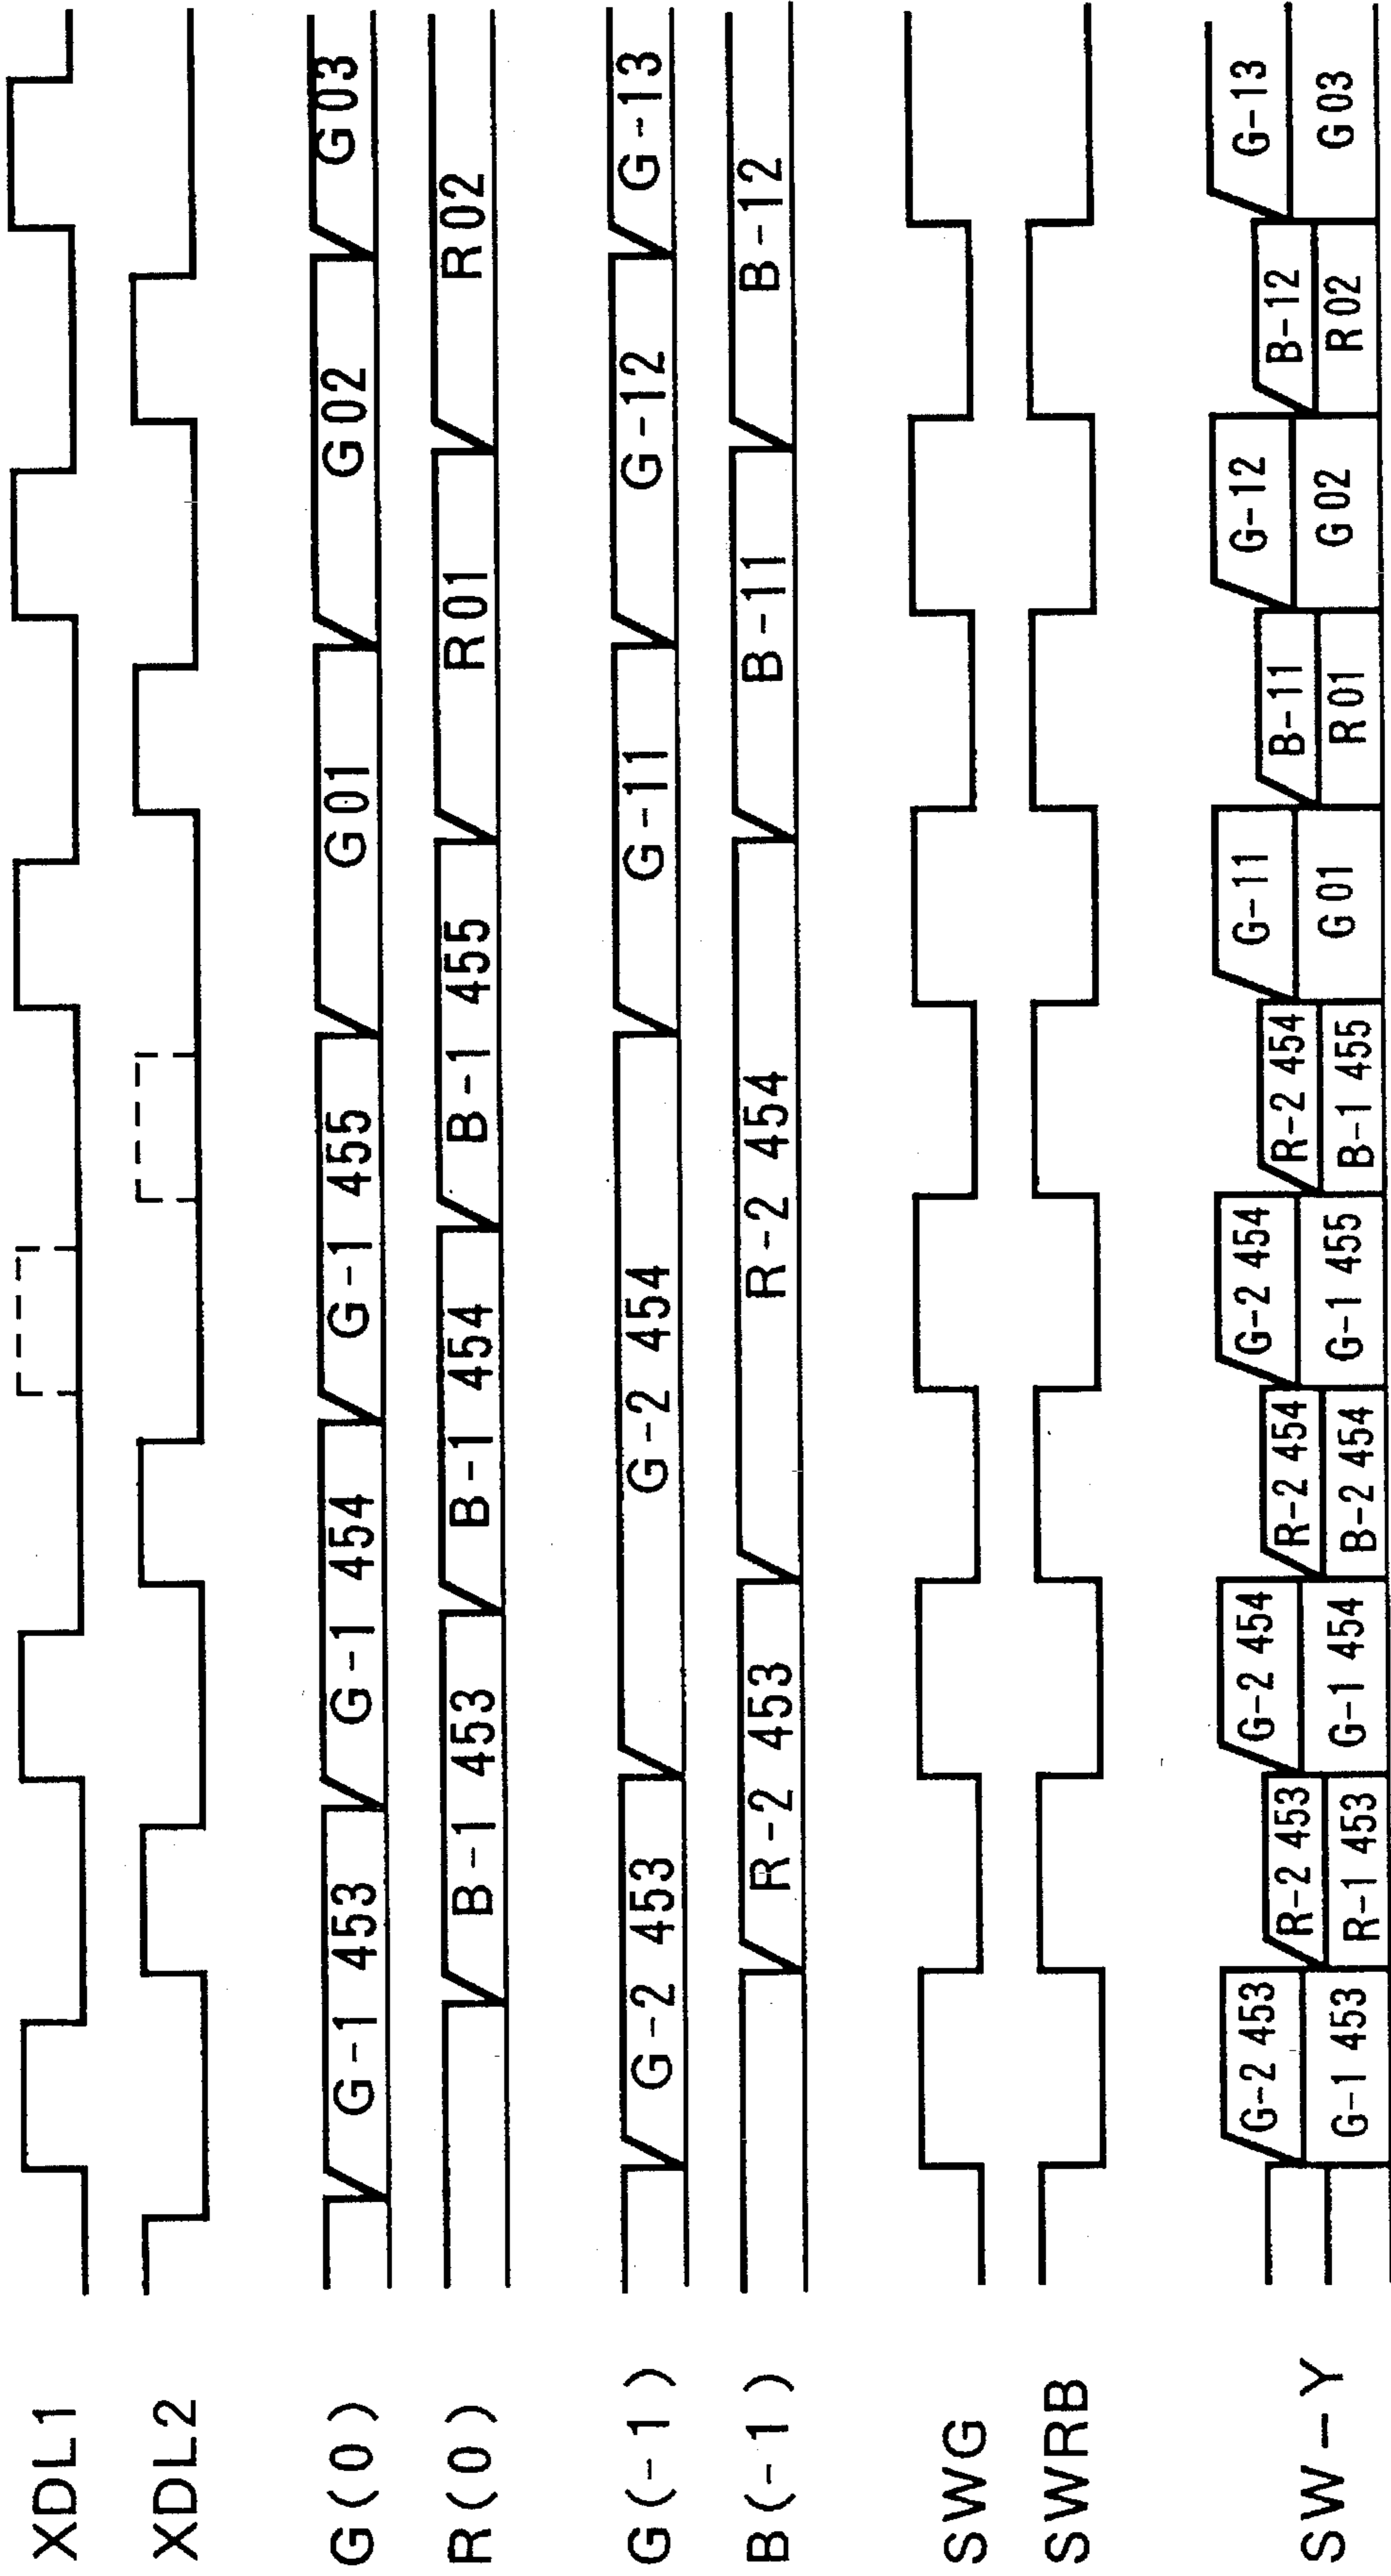 XDL1
XDL2
G(0) G-1 453 G-1 454 G-1 455 G01 G02 G03
R(0) B-1 453 B-1 454 B-1 455 R01 R02
G(-1) G-2 453 G-2 454 G-11 G-12 G-13
B(-1) R-2 453 R-2 454 B-11 B-12
SWG
SWRB
SW-Y
G-2 453 R-2 453 G-2 454 R-2 454 G-2 454 R-2 454 G-11 B-11 G-12 B-12 G-13
G-1 453 R-1 453 G-1 454 B-2 454 G-1 455 B-1 455 G01 R01 G02 R02 G03